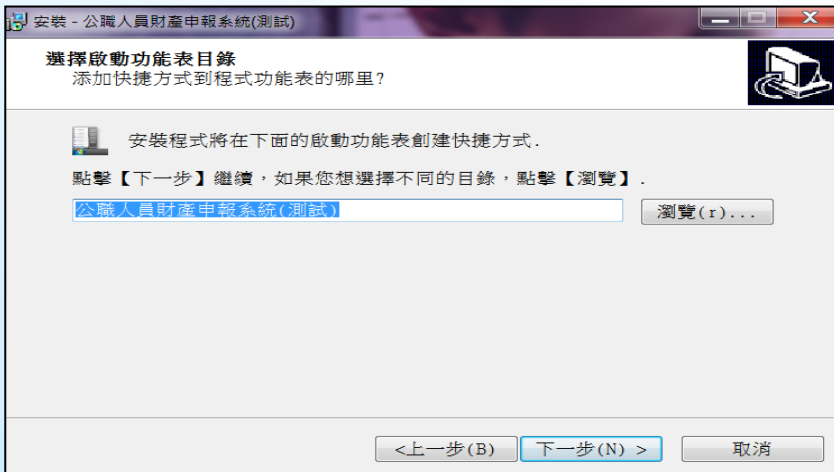 安裝 - 公職人員財產申報系統(測試)
選擇啟動功能表目錄
添加快捷方式到程式功能表的哪里?
安裝程式將在下面的啟動功能表創建快捷方式.
點擊【下一步】繼續，如果您想選擇不同的目錄，點擊【瀏覽】.
公職人員財產申報系統(測試)
瀏覽(r)...
<上一步(B)
下一步(N) >
取消